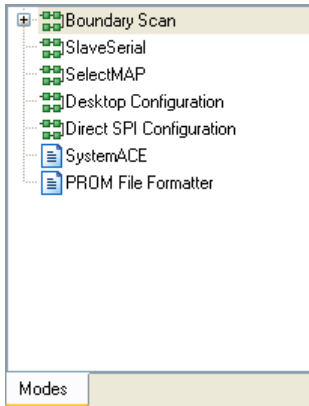 Boundary Scan
SlaveSerial
SelectMAP
Desktop Configuration
Direct SPI Configuration
SystemACE
PROM File Formatter
Modes